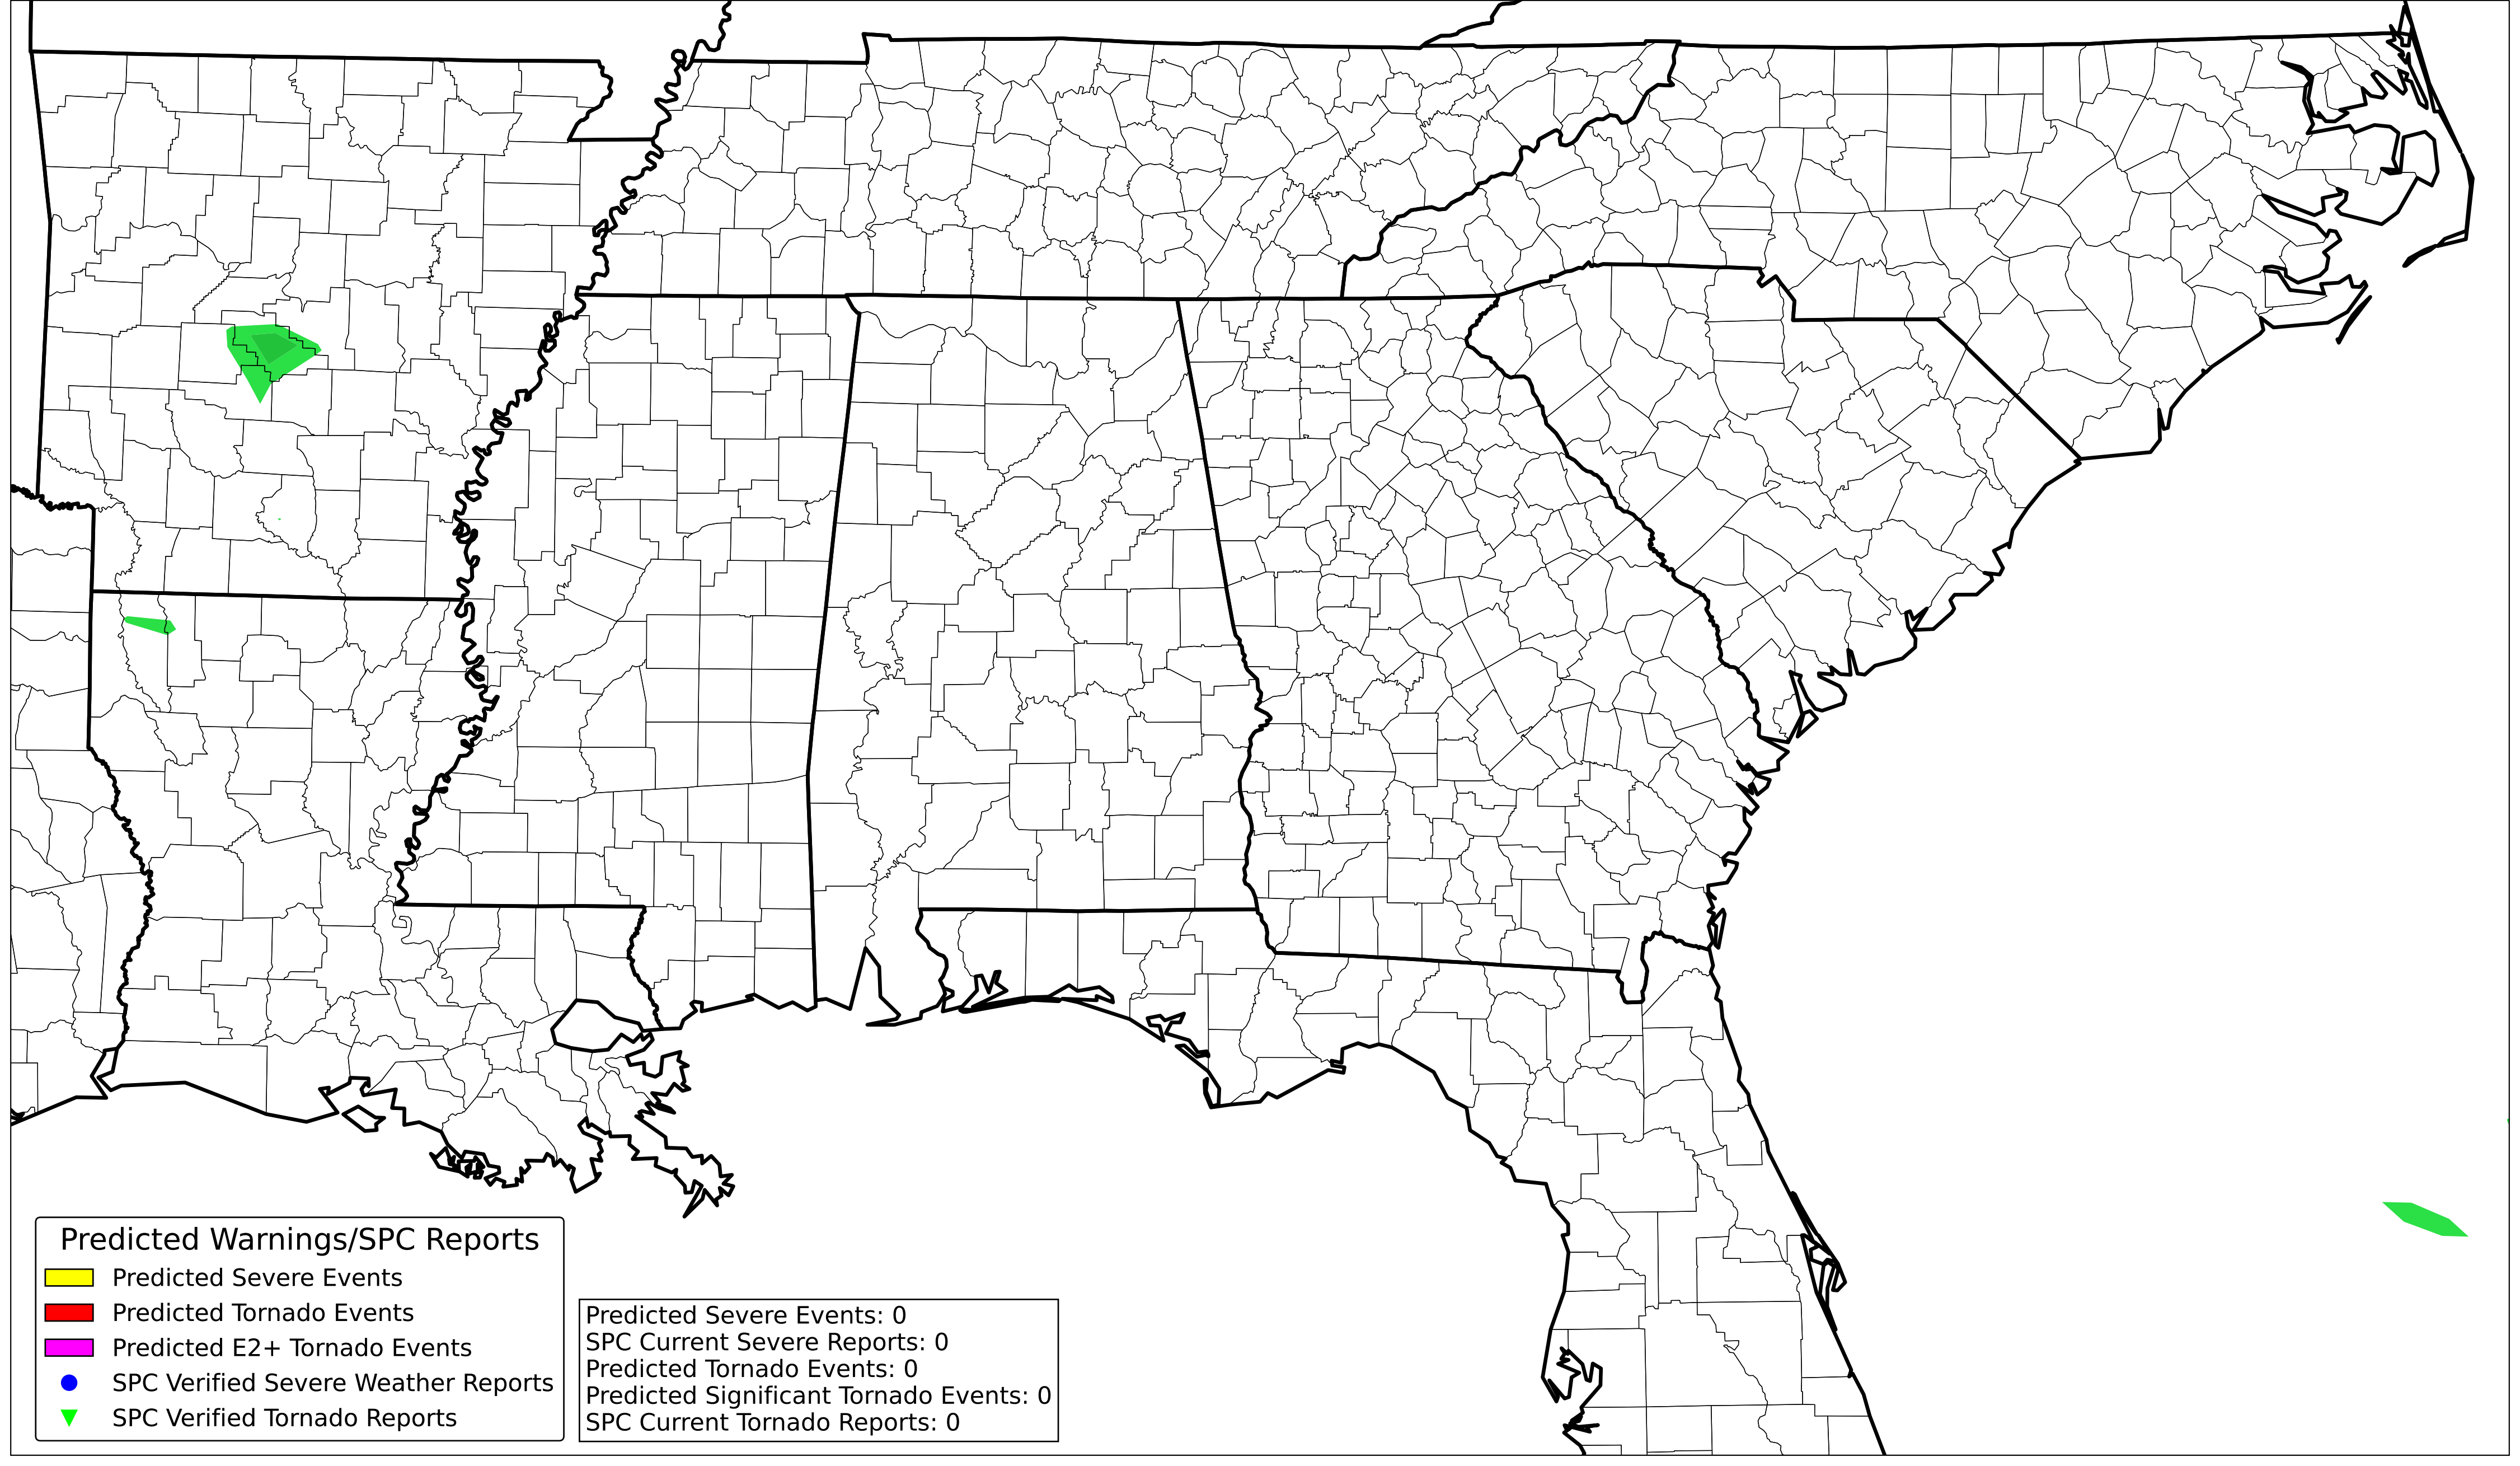 Predicted Warnings/SPC Reports
Predicted Severe Events
Predicted Tornado Events
Predicted E2+ Tornado Events
SPC Verified Severe Weather Reports
SPC Verified Tornado Reports
Predicted Severe Events: 0
SPC Current Severe Reports: 0
Predicted Tornado Events: 0
Predicted Significant Tornado Events: 0
SPC Current Tornado Reports: 0